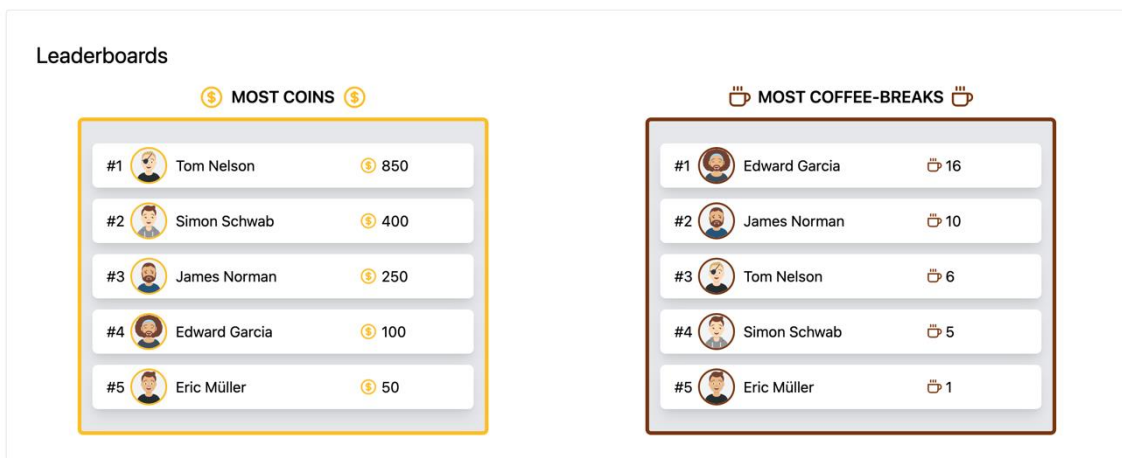 Leaderboards
MOST COINS
#1 Tom Nelson 850
#2 Simon Schwab 400
#3 James Norman 250
#4 Edward Garcia 100
#5 Eric Müller 50
MOST COFFEE-BREAKS
#1 Edward Garcia 16
#2 James Norman 10
#3 Tom Nelson 6
#4 Simon Schwab 5
#5 Eric Müller 1